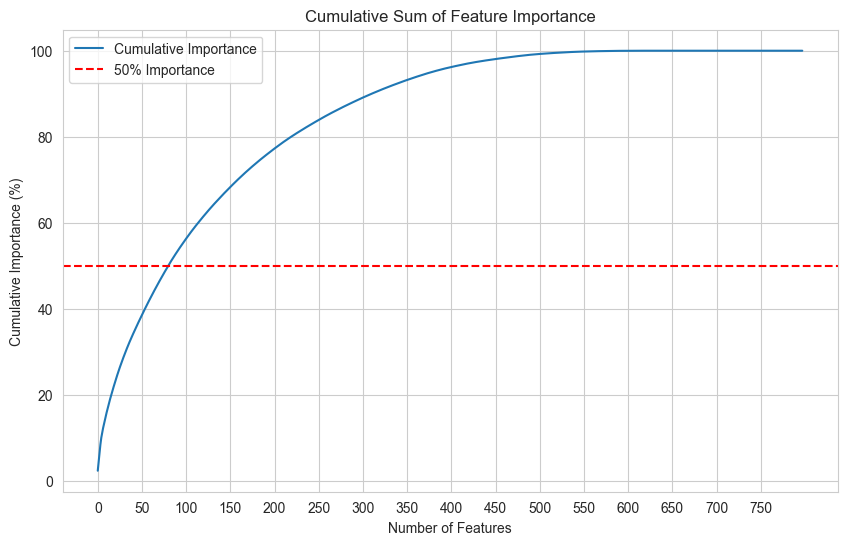 Cumulative Sum of Feature Importance
Cumulative Importance
50% Importance
Cumulative Importance (%)
100
80
60
40
20
0
0 50 100 150 200 250 300 350 400 450 500 550 600 650 700 750
Number of Features